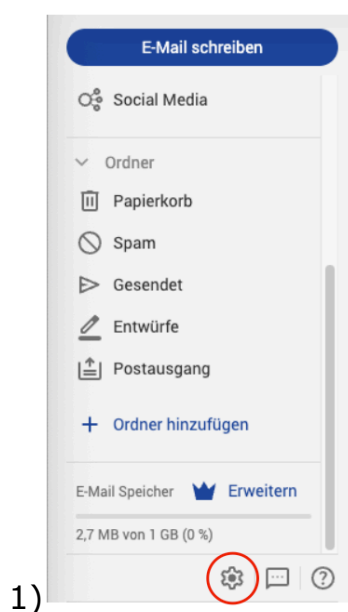 E-Mail schreiben
Social Media
Ordner
Papierkorb
Spam
Gesendet
Entwürfe
Postausgang
+ Ordner hinzufügen
E-Mail Speicher Erweitern
2,7 MB von 1 GB (0 %)
1)